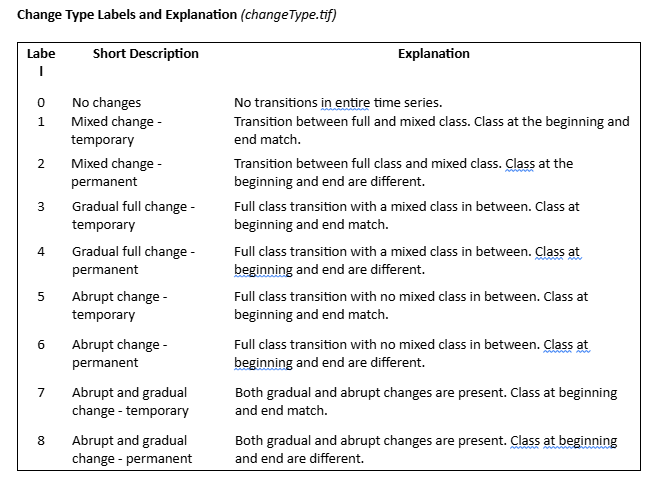 Change Type Labels and Explanation (changeType.tif)
Labe Short Description Explanation
l
0 No changes No transitions in entire time series.
1 Mixed change - Transition between full and mixed class. Class at the beginning and
temporary end match.
2 Mixed change - Transition between full class and mixed class. Class at the
permanent beginning and end are different.
3 Gradual full change - Full class transition with a mixed class in between. Class at
temporary beginning and end match.
4 Gradual full change - Full class transition with a mixed class in between. Class at
permanent beginning and end are different.
5 Abrupt change - Full class transition with no mixed class in between. Class at
temporary beginning and end match.
6 Abrupt change - Full class transition with no mixed class in between. Class at
permanent beginning and end are different.
7 Abrupt and gradual Both gradual and abrupt changes are present. Class at beginning
change - temporary and end match.
8 Abrupt and gradual Both gradual and abrupt changes are present. Class at beginning
change - permanent and end are different.